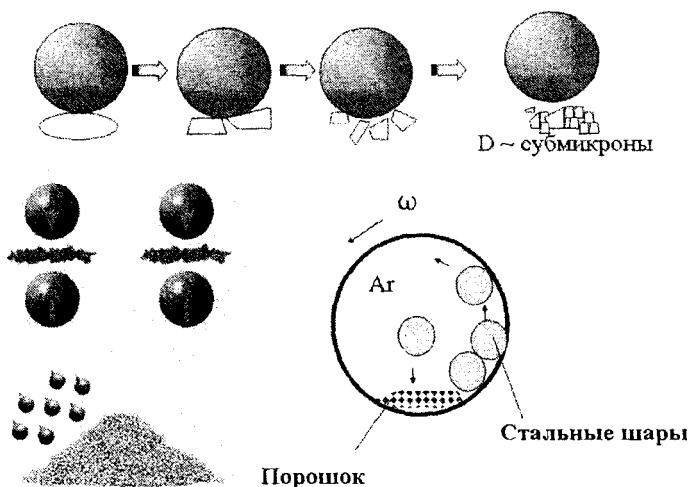 D ~ субмикроны
ω
Ar
Стальные шары
Порошок